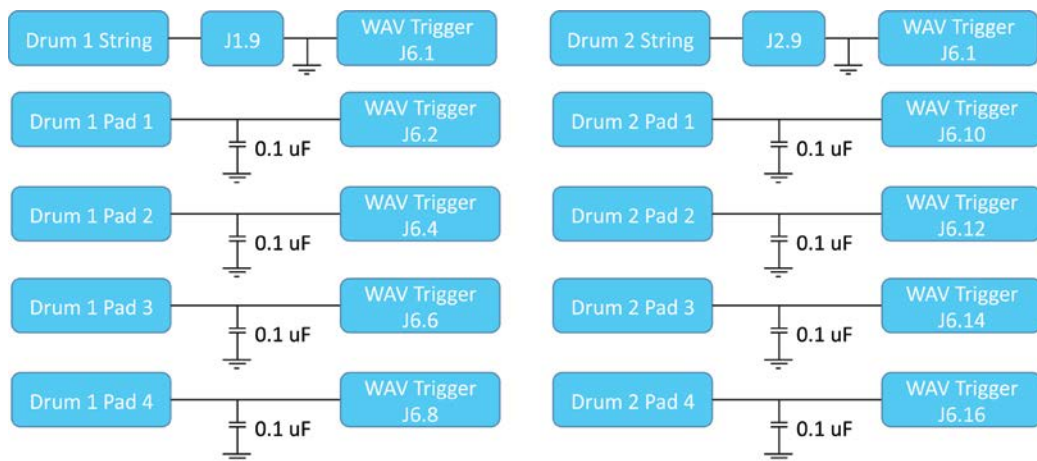 Drum 1 String
J1.9
WAV Trigger
J6.1
Drum 2 String
J2.9
WAV Trigger
J6.1
Drum 1 Pad 1
0.1 uF
WAV Trigger
J6.2
Drum 2 Pad 1
0.1 uF
WAV Trigger
J6.10
Drum 1 Pad 2
0.1 uF
WAV Trigger
J6.4
Drum 2 Pad 2
0.1 uF
WAV Trigger
J6.12
Drum 1 Pad 3
0.1 uF
WAV Trigger
J6.6
Drum 2 Pad 3
0.1 uF
WAV Trigger
J6.14
Drum 1 Pad 4
0.1 uF
WAV Trigger
J6.8
Drum 2 Pad 4
0.1 uF
WAV Trigger
J6.16